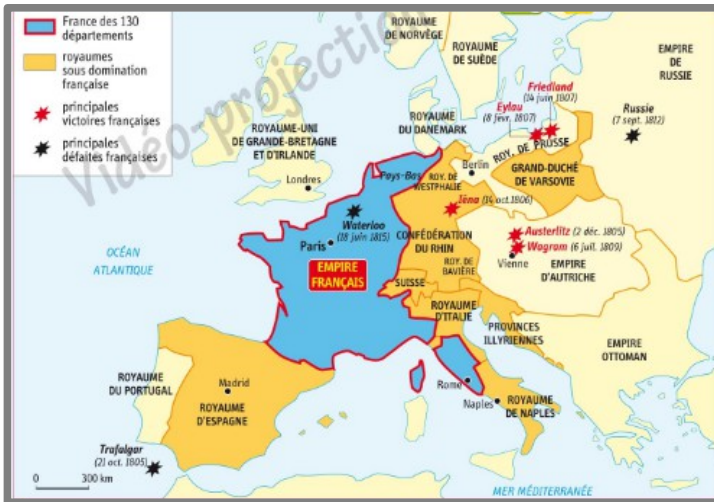 France des 130
départements
royaumes
sous domination
française
principales
victoires françaises
principales
défaites françaises
Vidéo-projection
ROYAUME
DE NORVÈGE
ROYAUME
DE SUÈDE
EMPIRE
DE
RUSSIE
Friedland
(14 juin 1807)
Eylau
(8 févr. 1807)
Russie
(7 sept. 1812)
ROYAUME
DU DANEMARK
ROYAUME-UNI
DE GRANDE-BRETAGNE
ET D'IRLANDE
Londres
ROY. DE PRUSSE
Berlin
GRAND-DUCHÉ
DE VARSOVIE
Pays-Bas
ROY. DE
WESTPHALIE
Iéna (14 oct. 1806)
Waterloo
(18 juin 1815)
Paris
CONFÉDÉRATION
DU RHIN
Austerlitz (2 déc. 1805)
Wagram (6 juil. 1809)
Vienne
EMPIRE
D'AUTRICHE
OCÉAN
ATLANTIQUE
EMPIRE
FRANÇAIS
ROY. DE
BAVIÈRE
SUISSE
ROYAUME
D'ITALIE
PROVINCES
ILLYRIENNES
EMPIRE
OTTOMAN
ROYAUME
DU PORTUGAL
Madrid
ROYAUME
D'ESPAGNE
Rome
Naples
ROYAUME
DE NAPLES
Trafalgar
(21 oct. 1805)
0 300 km
MER MÉDITERRANÉE